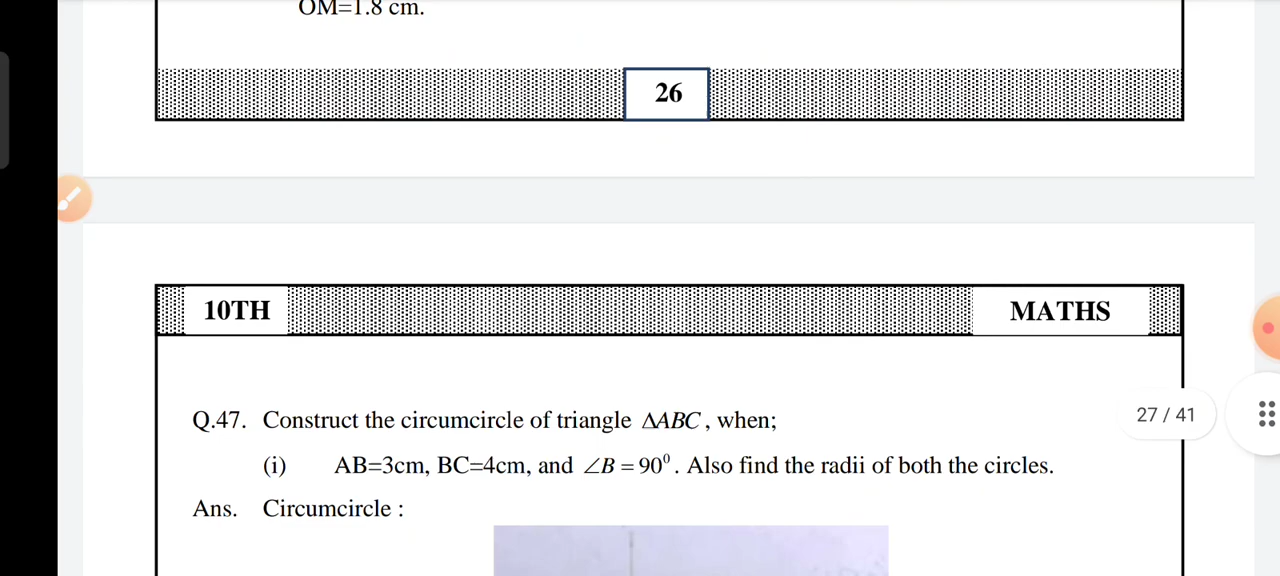 OM=1.8 cm.
26
10TH
MATHS
Q.47. Construct the circumcircle of triangle ΔABC, when;
27 / 41
(i) AB=3cm, BC=4cm, and ∠B = 90⁰. Also find the radii of both the circles.
Ans. Circumcircle :